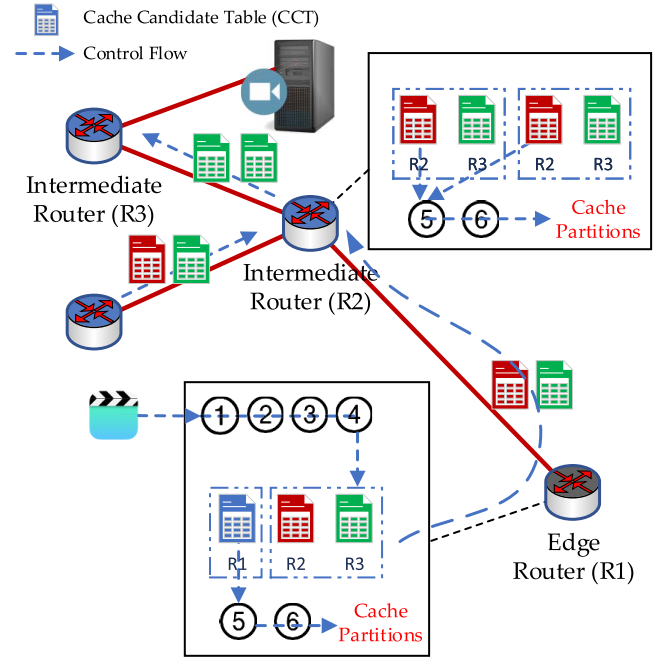 Cache Candidate Table (CCT)
Control Flow
R2 R3 R2 R3
5 6
Cache
Partitions
Intermediate
Router (R3)
Intermediate
Router (R2)
1 2 3 4
R1 R2 R3
5 6
Cache
Partitions
Edge
Router (R1)